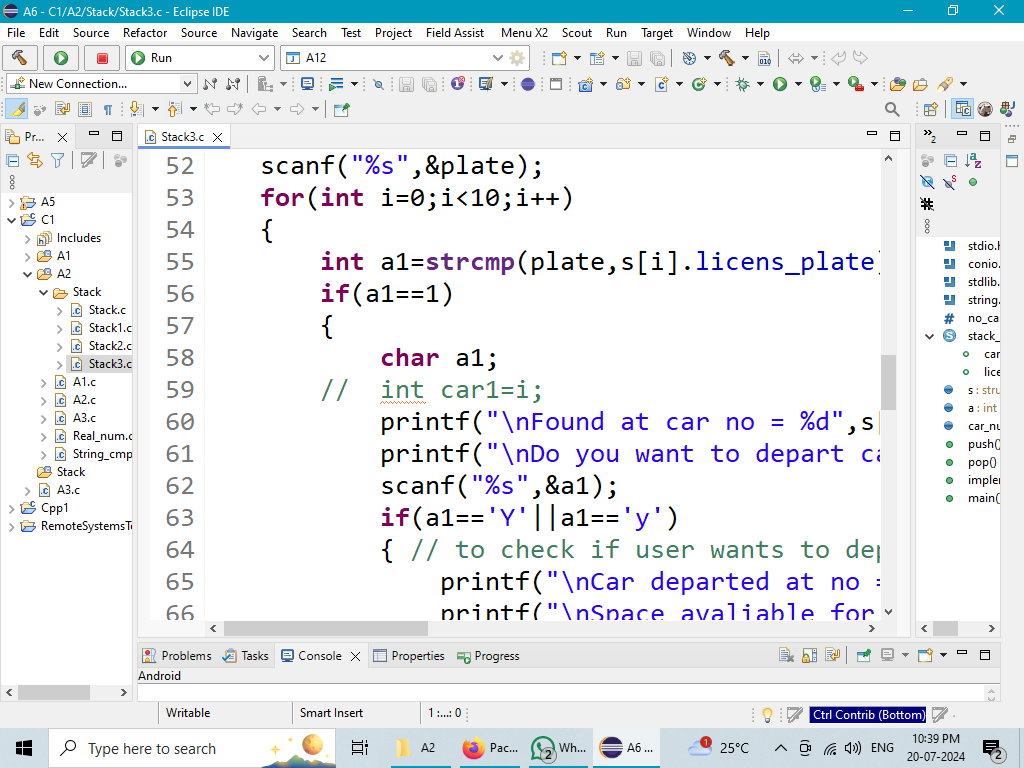 A6 - C1/A2/Stack/Stack3.c - Eclipse IDE
File Edit Source Refactor Source Navigate Search Test Project Field Assist Menu X2 Scout Run Target Window Help
Run A12
New Connection...
Pr... Stack3.c 2
A5
C1
Includes
A1
A2
Stack
Stack.c
Stack1.c
Stack2.c
Stack3.c
A1.c
A2.c
A3.c
Real_num.c
String_cmp
Stack
A3.c
Cpp1
RemoteSystemsTe
52 scanf("%s",&plate);
53 for(int i=0;i<10;i++)
54 {
55 int a1=strcmp(plate,s[i].licens_plate)
56 if(a1==1)
57 {
58 char a1;
59 // int car1=i;
60 printf("\nFound at car no = %d",s[
61 printf("\nDo you want to depart ca
62 scanf("%s",&a1);
63 if(a1=='Y'||a1=='y')
64 { // to check if user wants to dep
65 printf("\nCar departed at no =
66 printf("\nSpace avaliable for
stdio.h
conio.
stdlib.
string.
no_ca
stack_
car
lice
s : stru
a : int
car_nu
push()
pop()
implem
main()
Problems Tasks Console Properties Progress
Android
Writable Smart Insert 1 :...: 0 Ctrl Contrib (Bottom)
Type here to search A2 Pac... 2 Wh... A6 ... 1 25°C ENG 10:39 PM 20-07-2024 2